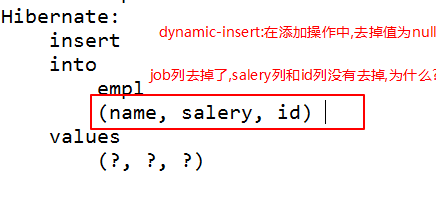 Hibernate:
insert dynamic-insert:在添加操作中,去掉值为null
into
job列去掉了,salery列和id列没有去掉,为什么?
empl
(name, salery, id)
values
(?, ?, ?)